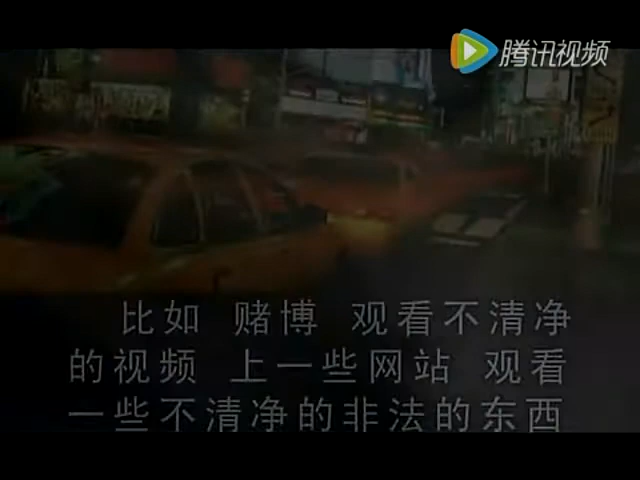 腾讯视频
比如 赌博 观看不清净
的视频 上一些网站 观看
一些不清净的非法的东西